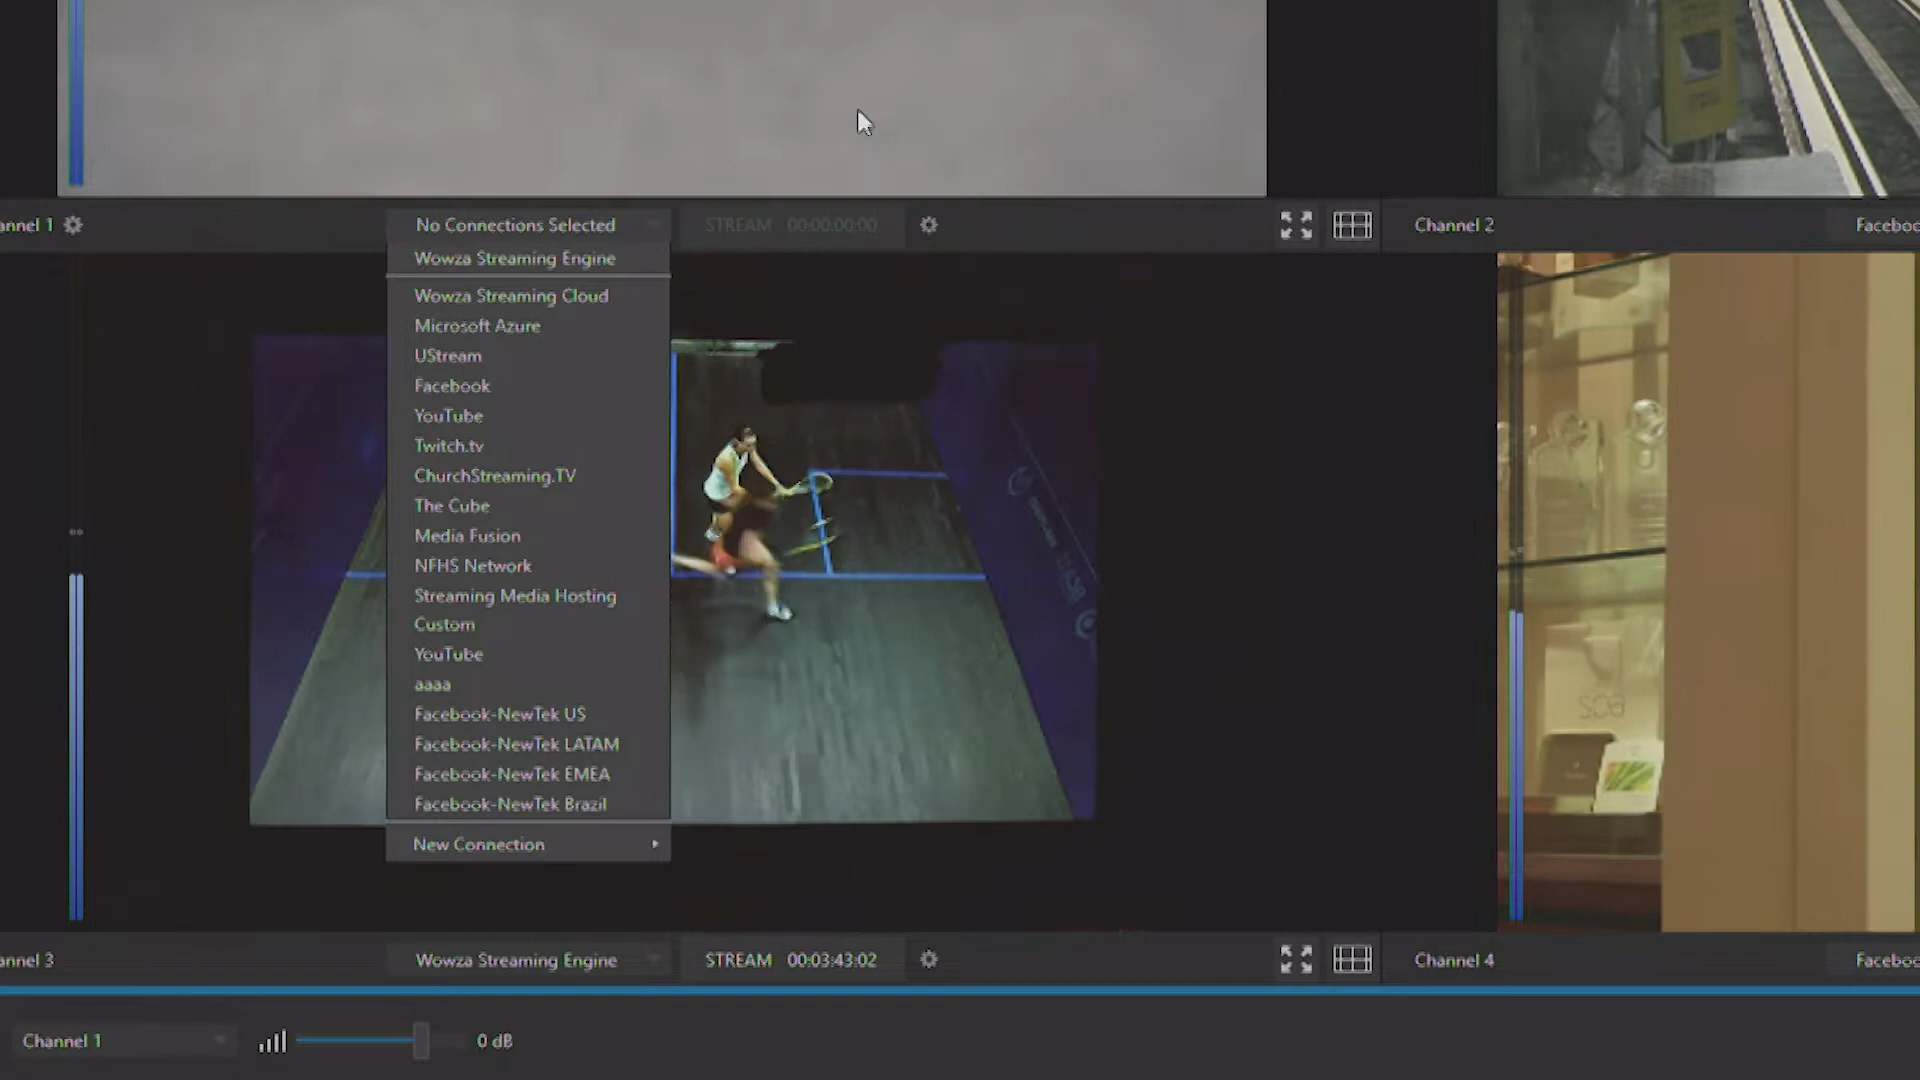 annel 1
No Connections Selected
STREAM 00:00:00:00
Channel 2
Faceboo
Wowza Streaming Engine
Wowza Streaming Cloud
Microsoft Azure
UStream
Facebook
YouTube
Twitch.tv
ChurchStreaming.TV
The Cube
Media Fusion
NFHS Network
Streaming Media Hosting
Custom
YouTube
aaaa
Facebook-NewTek US
Facebook-NewTek LATAM
Facebook-NewTek EMEA
Facebook-NewTek Brazil
New Connection
annel 3
Wowza Streaming Engine
STREAM 00:03:43:02
Channel 4
Faceboo
Channel 1
0 dB